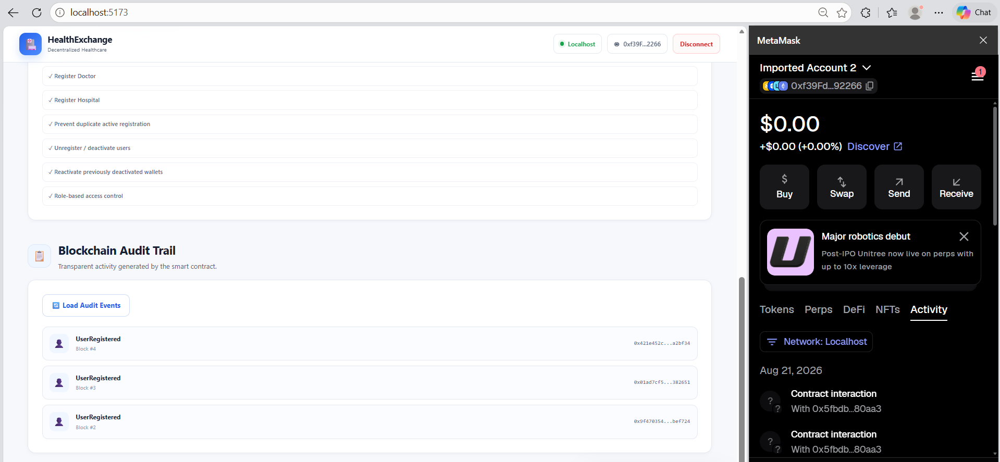 localhost:5173
Chat
HealthExchange
Decentralized Healthcare
Localhost
0xf39F...2266
Disconnect
✓ Register Doctor
✓ Register Hospital
✓ Prevent duplicate active registration
✓ Unregister / deactivate users
✓ Reactivate previously deactivated wallets
✓ Role-based access control
Blockchain Audit Trail
Transparent activity generated by the smart contract.
Load Audit Events
UserRegistered
Block #4
0x421e452c...a2bf34
UserRegistered
Block #3
0x01ad7cf5...382651
UserRegistered
Block #2
0x9f470354...bef724
MetaMask
Imported Account 2
1
0xf39Fd...92266
$0.00
+$0.00 (+0.00%) Discover
$
Buy
Swap
Send
Receive
U
Major robotics debut
Post-IPO Unitree now live on perps with
up to 10x leverage
Tokens Perps DeFi NFTs Activity
Network: Localhost
Aug 21, 2026
? ?
Contract interaction
With 0x5fbdb...80aa3
? ?
Contract interaction
With 0x5fbdb...80aa3